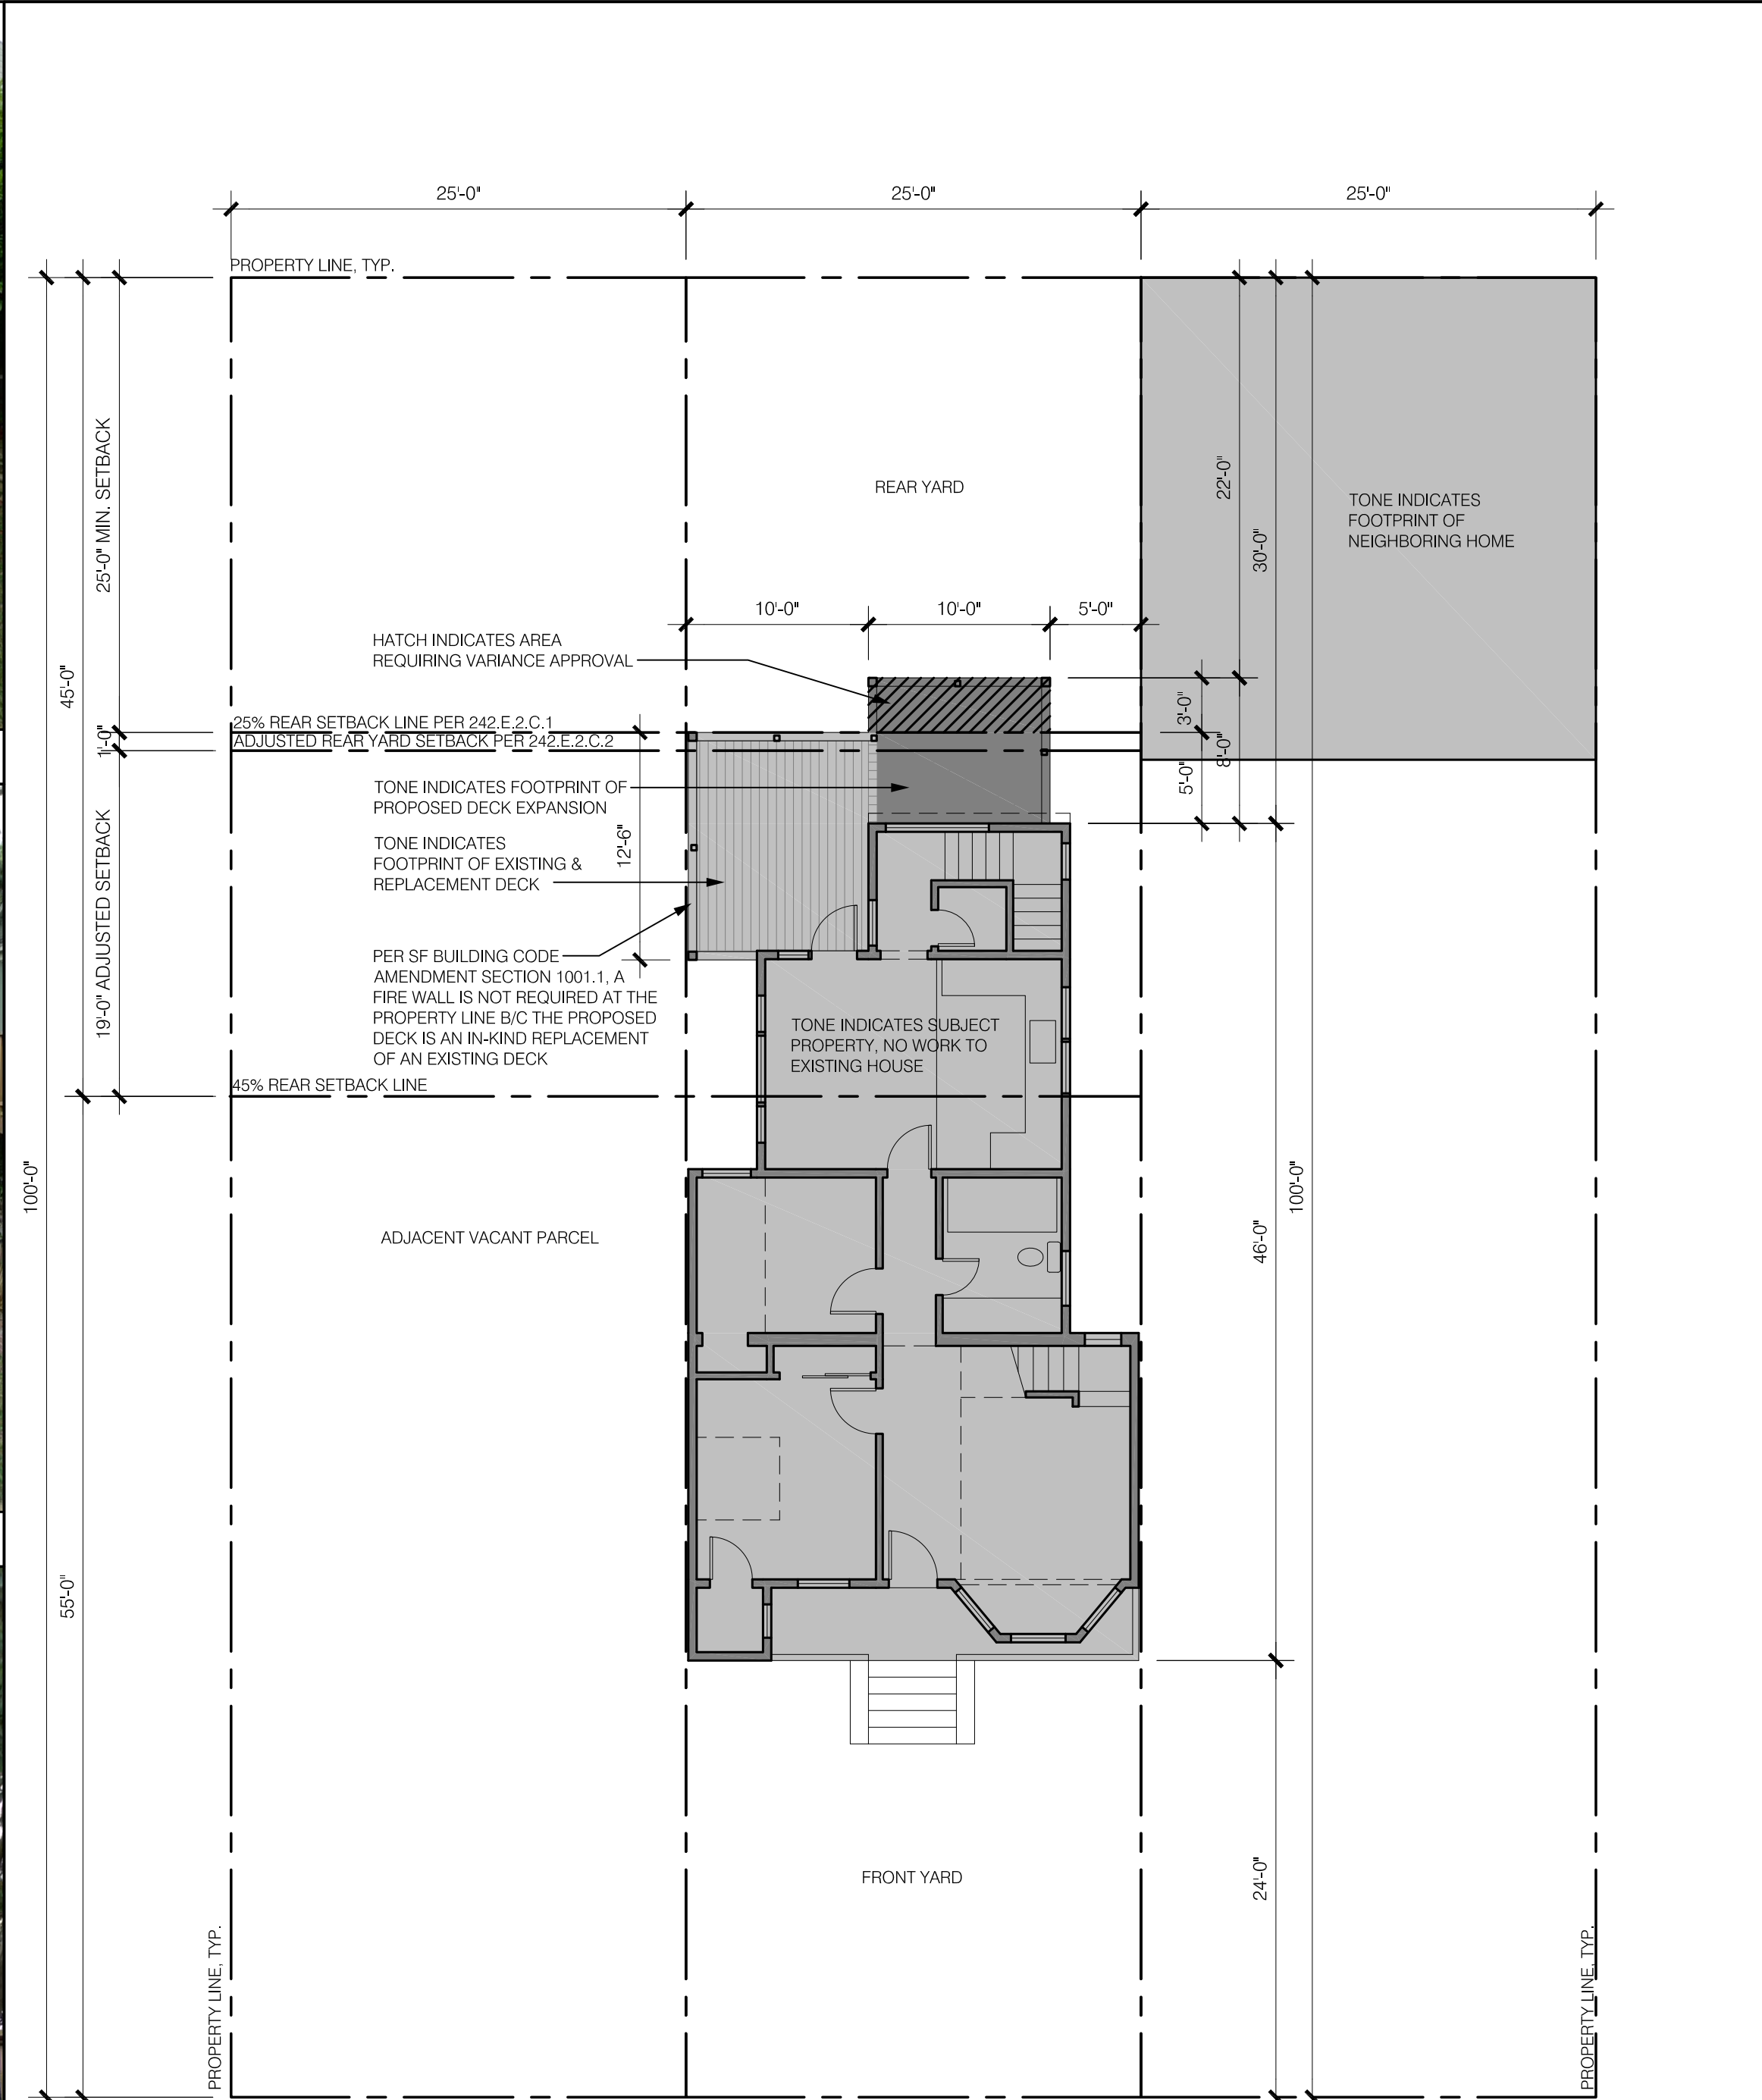 25'-0"
25'-0"
25'-0"
PROPERTY LINE, TYP.
25'-0" MIN. SETBACK
REAR YARD
22'-0"
30'-0"
TONE INDICATES
FOOTPRINT OF
NEIGHBORING HOME
10'-0"
10'-0"
5'-0"
HATCH INDICATES AREA
REQUIRING VARIANCE APPROVAL
45'-0"
3'-0"
25% REAR SETBACK LINE PER 242.E.2.C.1
1'-0"
ADJUSTED REAR YARD SETBACK PER 242.E.2.C.2
8'-0"
5'-0"
TONE INDICATES FOOTPRINT OF
PROPOSED DECK EXPANSION
TONE INDICATES
FOOTPRINT OF EXISTING &
REPLACEMENT DECK
12'-6"
19'-0" ADJUSTED SETBACK
PER SF BUILDING CODE
AMENDMENT SECTION 1001.1, A
FIRE WALL IS NOT REQUIRED AT THE
PROPERTY LINE B/C THE PROPOSED
DECK IS AN IN-KIND REPLACEMENT
OF AN EXISTING DECK
TONE INDICATES SUBJECT
PROPERTY, NO WORK TO
EXISTING HOUSE
45% REAR SETBACK LINE
100'-0"
100'-0"
ADJACENT VACANT PARCEL
46'-0"
55'-0"
FRONT YARD
24'-0"
PROPERTY LINE, TYP.
PROPERTY LINE, TYP.